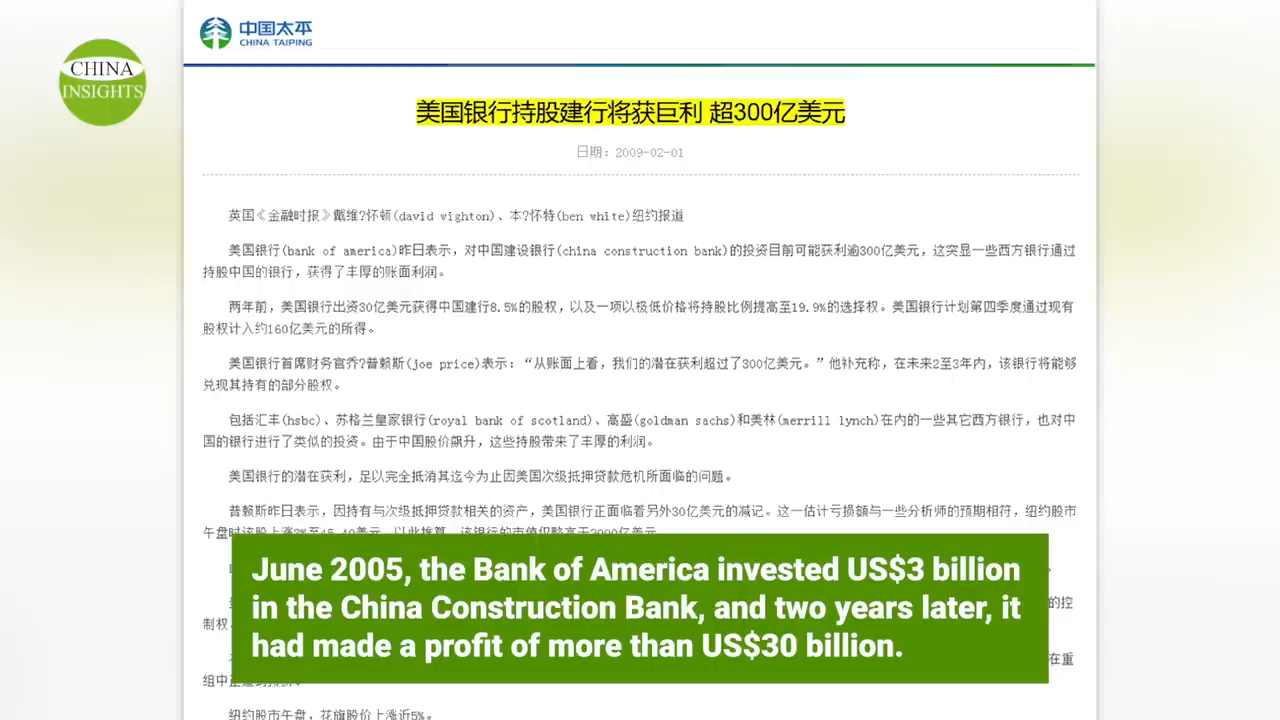 中国太平
CHINA TAIPING
CHINA
INSIGHTS
美国银行持股建行将获巨利 超300亿美元
日期：2009-02-01
英国《金融时报》戴维?怀顿(david wighton)、本?怀特(ben white)纽约报道
美国银行(bank of america)昨日表示，对中国建设银行(china construction bank)的投资目前可能获利逾300亿美元，这突显一些西方银行通过
持股中国的银行，获得了丰厚的账面利润。
两年前，美国银行出资30亿美元获得中国建行8.5%的股权，以及一项以极低价格将持股比例提高至19.9%的选择权。美国银行计划第四季度通过现有
股权计入约160亿美元的所得。
美国银行首席财务官乔?普赖斯(joe price)表示：“从账面上看，我们的潜在获利超过了300亿美元。”他补充称，在未来2至3年内，该银行将能够
兑现其持有的部分股权。
包括汇丰(hsbc)、苏格兰皇家银行(royal bank of scotland)、高盛(goldman sachs)和美林(merrill lynch)在内的一些其它西方银行，也对中
国的银行进行了类似的投资。由于中国股价飙升，这些持股带来了丰厚的利润。
美国银行的潜在获利，足以完全抵消其迄今为止因美国次级抵押贷款危机所面临的问题。
普赖斯昨日表示，因持有与次级抵押贷款相关的资产，美国银行正面临着另外30亿美元的减记。这一估计亏损额与一些分析师的预期相符，纽约股市
午盘时该股上涨
June 2005, the Bank of America invested US$3 billion
in the China Construction Bank, and two years later, it
had made a profit of more than US$30 billion.
的控
制权
在重
组中
纽约股市午盘，花旗股价上涨近5%。